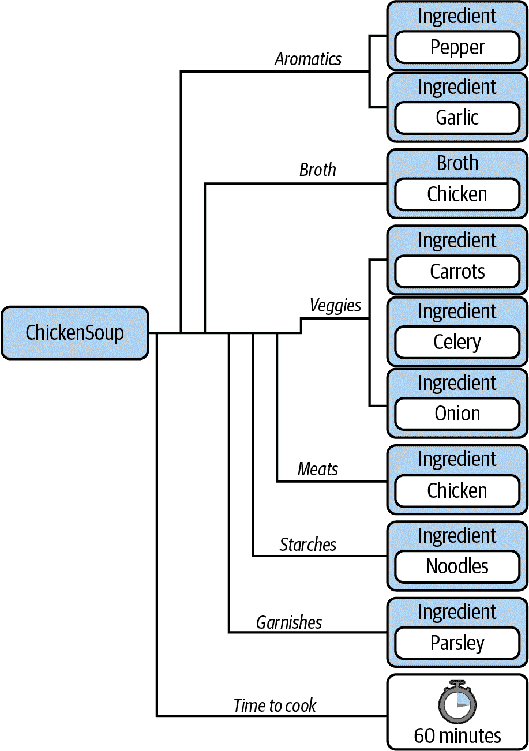 Ingredient
Pepper
Aromatics
Ingredient
Garlic
Broth
Broth
Chicken
Ingredient
Carrots
Veggies
ChickenSoup
Ingredient
Celery
Ingredient
Onion
Ingredient
Meats
Chicken
Ingredient
Starches
Noodles
Ingredient
Garnishes
Parsley
Time to cook
60 minutes